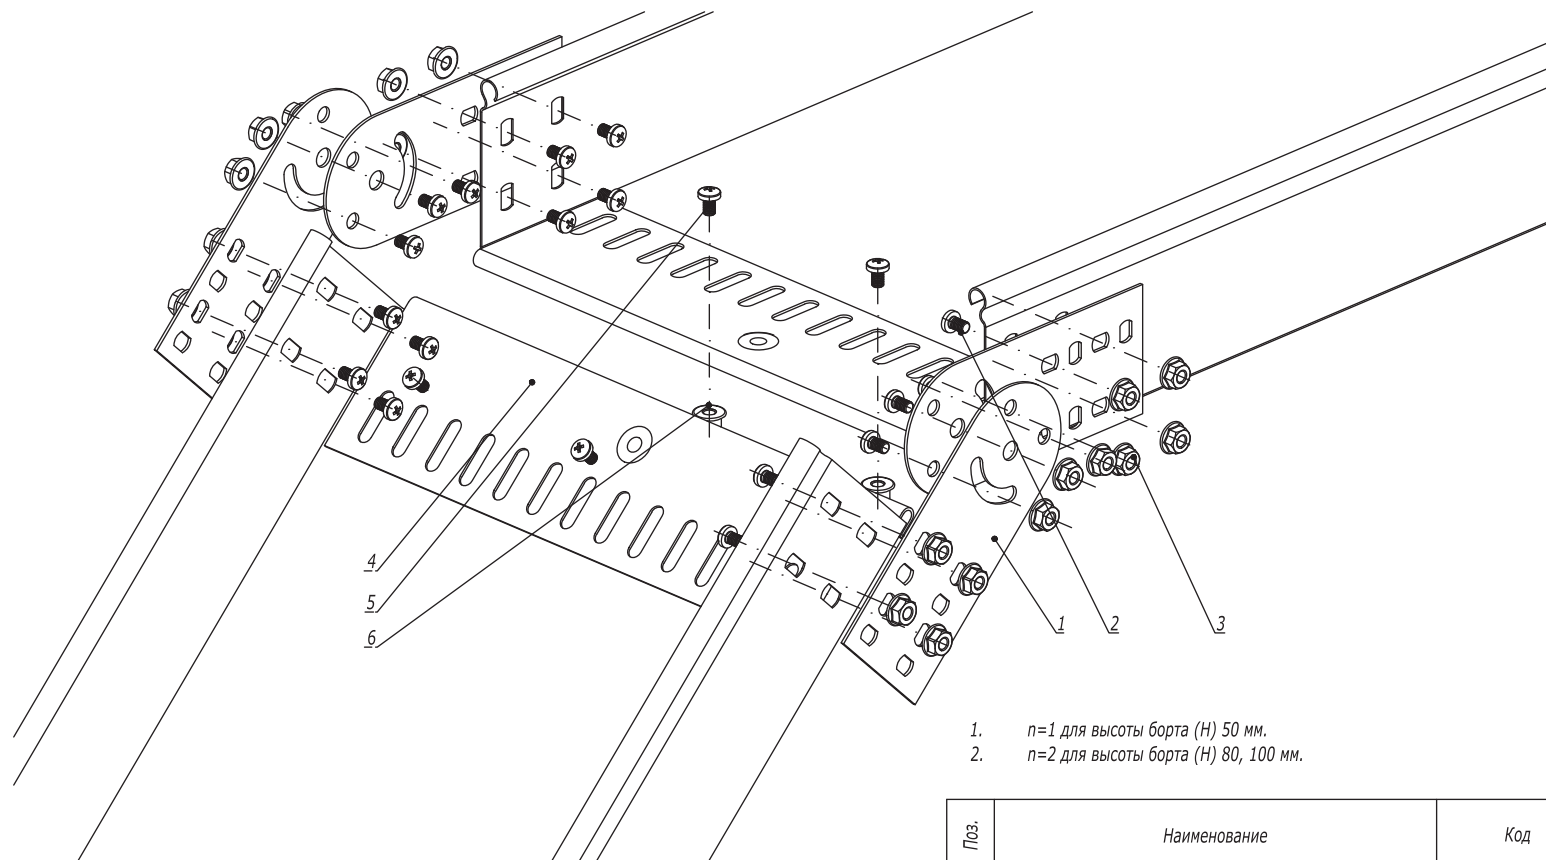 4
5
6
1
2
3
1. n=1 для высоты борта (H) 50 мм.
2. n=2 для высоты борта (H) 80, 100 мм.
Поз. Наименование Код